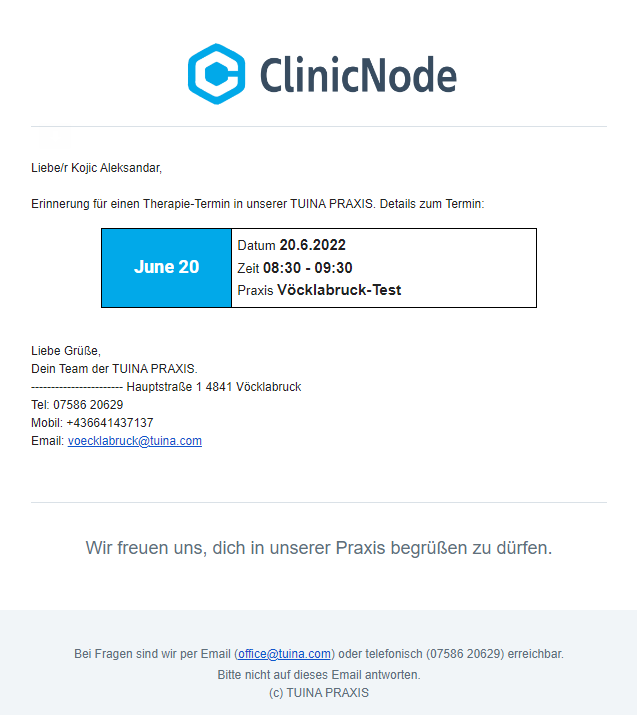 ClinicNode
Liebe/r Kojic Aleksandar,
Erinnerung für einen Therapie-Termin in unserer TUINA PRAXIS. Details zum Termin:
June 20
Datum 20.6.2022
Zeit 08:30 - 09:30
Praxis Vöcklabruck-Test
Liebe Grüße,
Dein Team der TUINA PRAXIS.
----------------------- Hauptstraße 1 4841 Vöcklabruck
Tel: 07586 20629
Mobil: +436641437137
Email: voecklabruck@tuina.com
Wir freuen uns, dich in unserer Praxis begrüßen zu dürfen.
Bei Fragen sind wir per Email (office@tuina.com) oder telefonisch (07586 20629) erreichbar.
Bitte nicht auf dieses Email antworten.
(c) TUINA PRAXIS